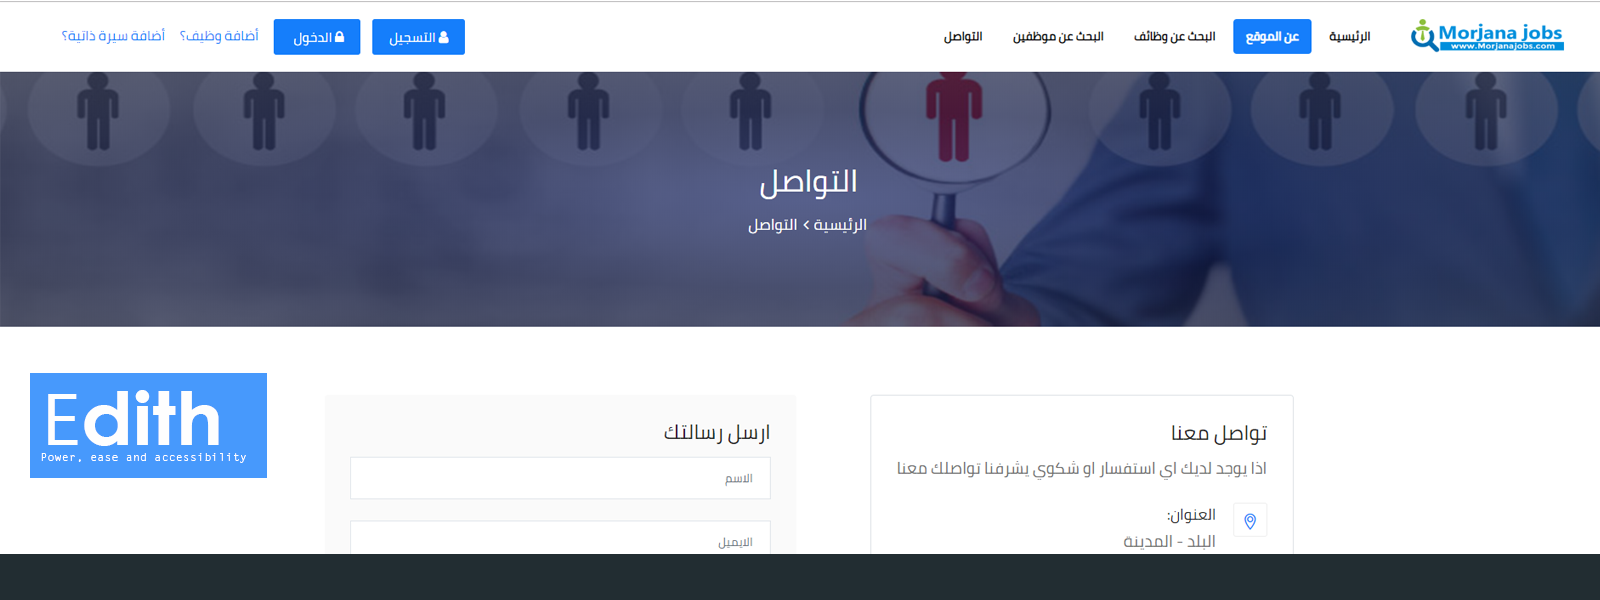 Morjana jobs
www.Morjanajobs.com
الرئيسية
عن الموقع
البحث عن وظائف
البحث عن موظفين
التواصل
التسجيل
الدخول
أضافة وظيف؟
أضافة سيرة ذاتية؟
التواصل
الرئيسية > التواصل
تواصل معنا
اذا يوجد لديك اي استفسار او شكوي يشرفنا تواصلك معنا
العنوان:
البلد - المدينة
ارسل رسالتك
الاسم
الايميل
Edith
Power, ease and accessibility